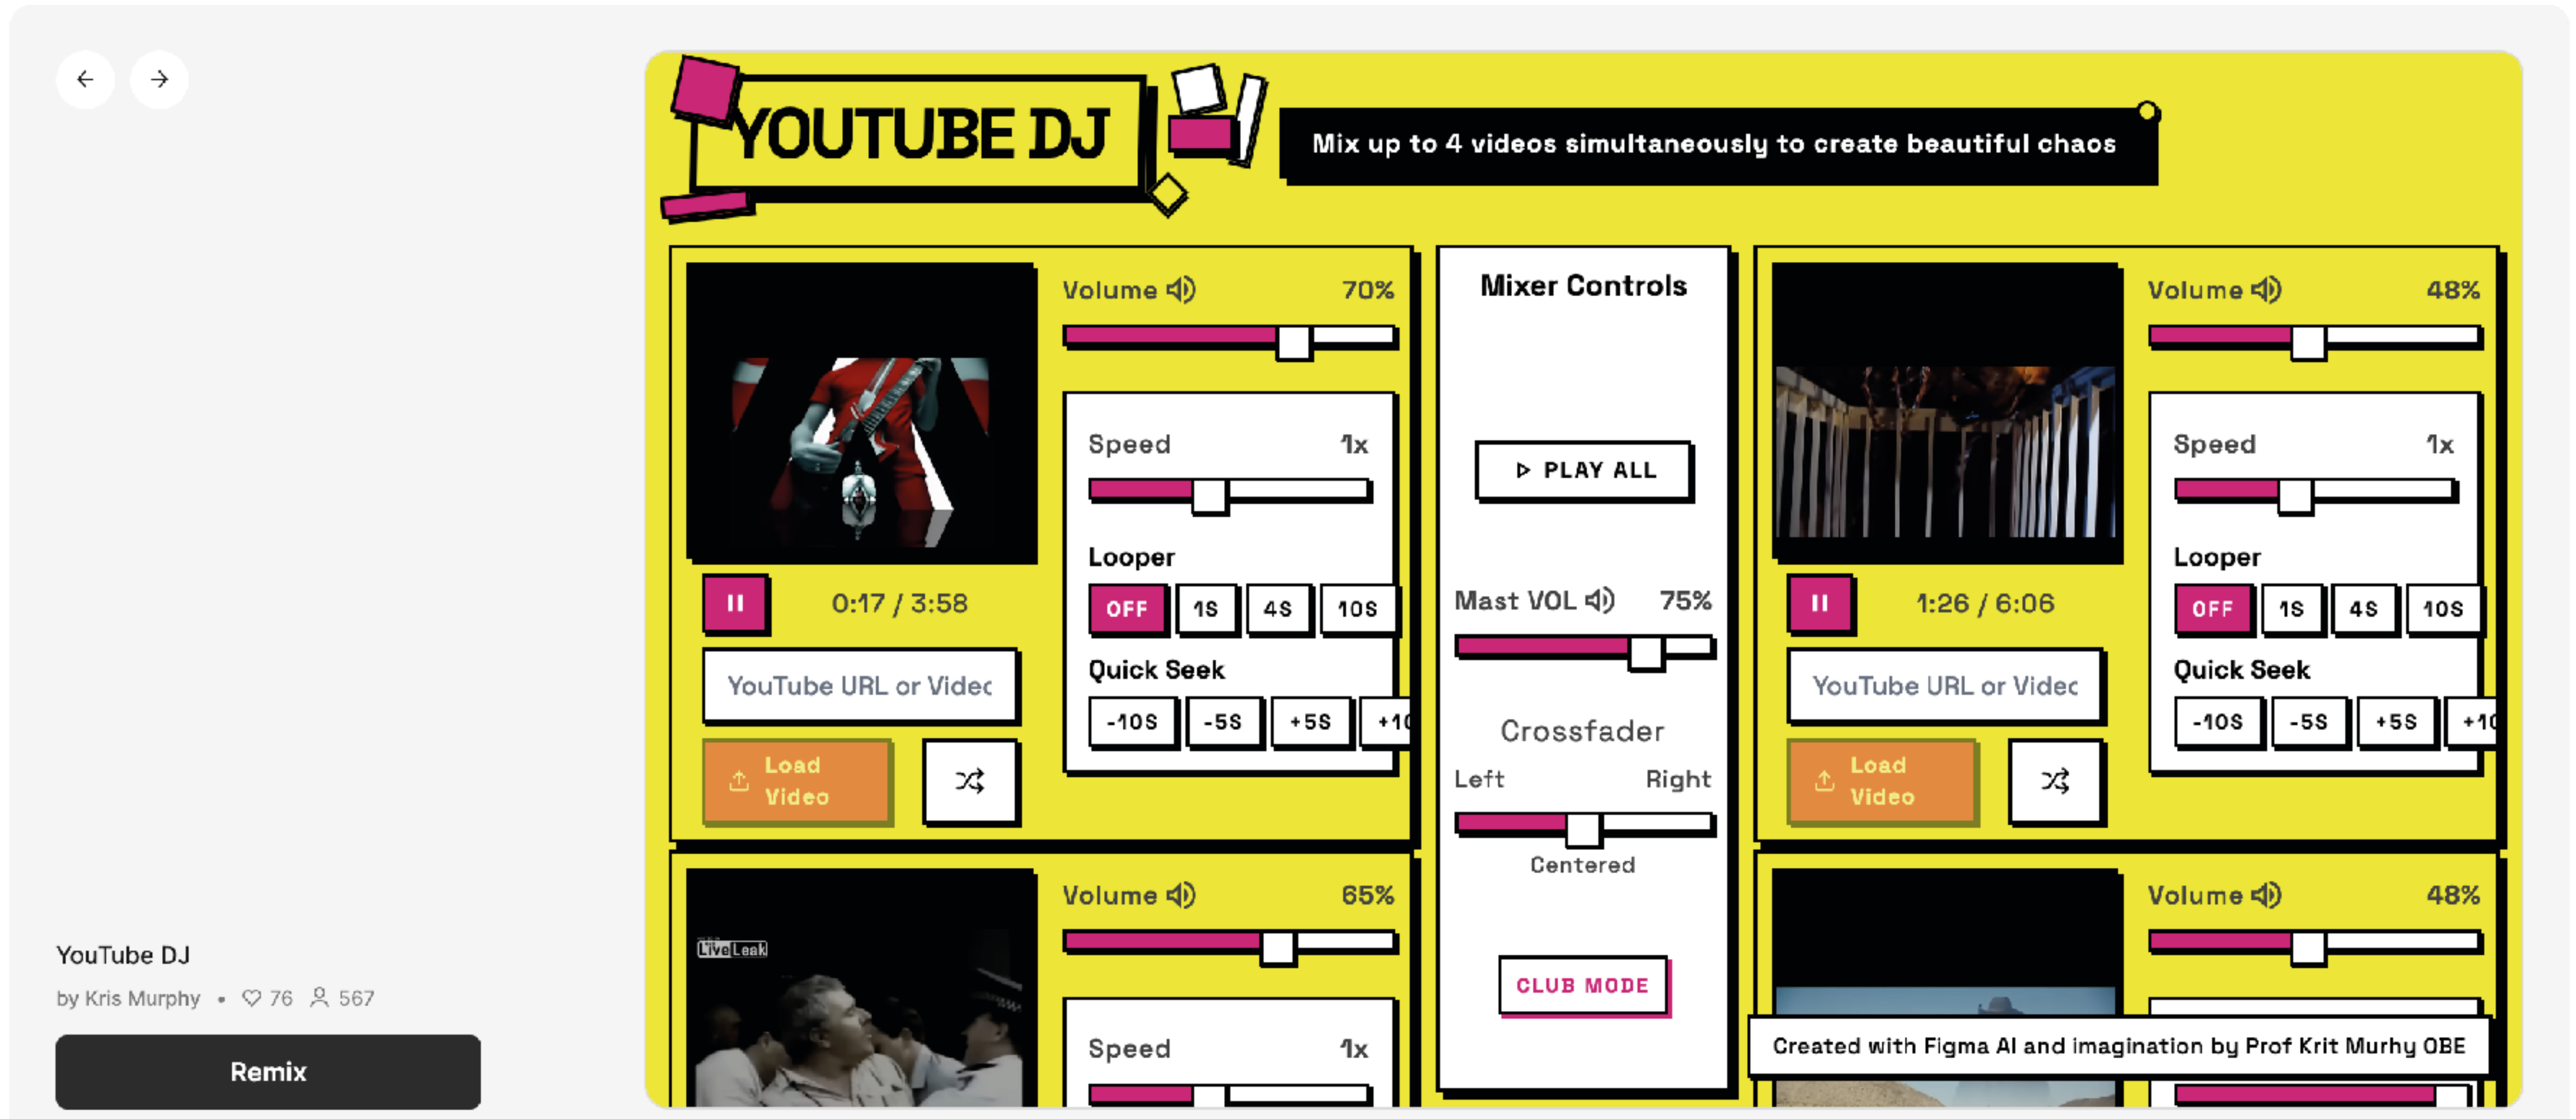 YOUTUBE DJ
Mix up to 4 videos simultaneously to create beautiful chaos
Volume 70%
Speed 1x
Looper
OFF 1S 4S 10S
Quick Seek
-10S -5S +5S +10
0:17 / 3:58
YouTube URL or Videc
Load
Video
Mixer Controls
PLAY ALL
Mast VOL 75%
Crossfader
Left Right
Centered
CLUB MODE
Volume 48%
Speed 1x
Looper
OFF 1S 4S 10S
Quick Seek
-10S -5S +5S +10
1:26 / 6:06
YouTube URL or Videc
Load
Video
LiveLeak
Volume 65%
Speed 1x
Volume 48%
Created with Figma AI and imagination by Prof Krit Murhy OBE
YouTube DJ
by Kris Murphy • 76 567
Remix